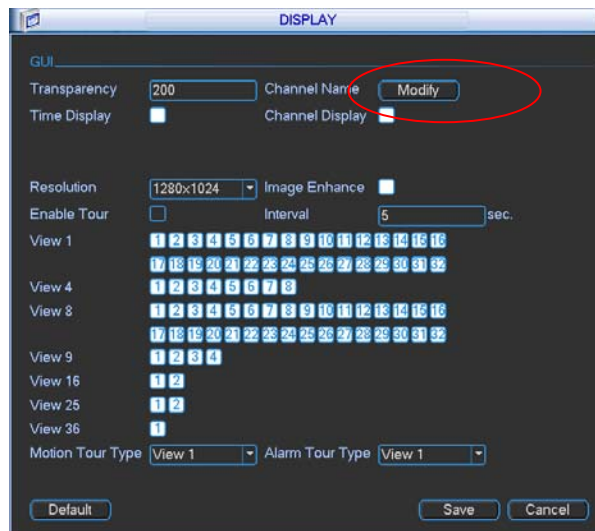 DISPLAY
GUI
Transparency 200 Channel Name Modify
Time Display Channel Display
Resolution 1280x1024 Image Enhance
Enable Tour Interval 5 sec.
View 1 1 2 3 4 5 6 7 8 9 10 11 12 13 14 15 16
17 18 19 20 21 22 23 24 25 26 27 28 29 30 31 32
View 4 1 2 3 4 5 6 7 8
View 8 1 2 3 4 5 6 7 8 9 10 11 12 13 14 15 16
17 18 19 20 21 22 23 24 25 26 27 28 29 30 31 32
View 9 1 2 3 4
View 16 1 2
View 25 1 2
View 36 1
Motion Tour Type View 1 Alarm Tour Type View 1
Default Save Cancel